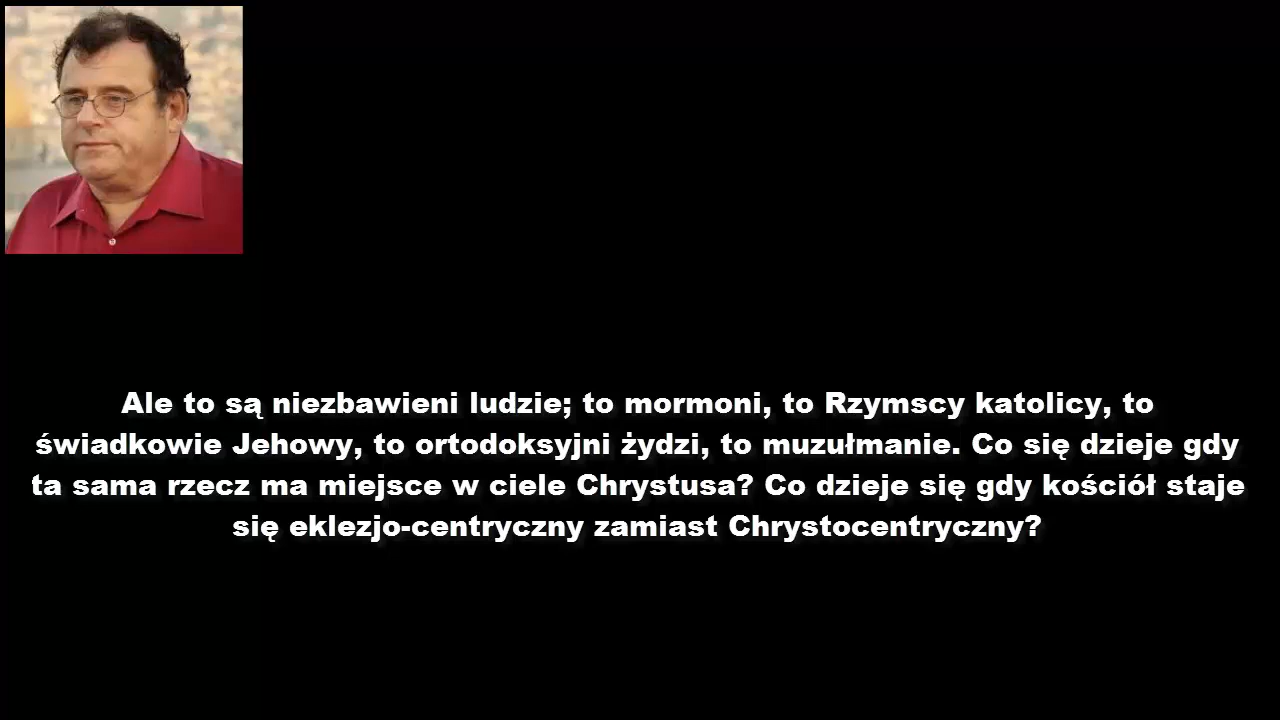 Ale to są niezbawieni ludzie; to mormoni, to Rzymscy katolicy, to
świadkowie Jehowy, to ortodoksyjni żydzi, to muzułmanie. Co się dzieje gdy
ta sama rzecz ma miejsce w ciele Chrystusa? Co dzieje się gdy kościół staje
się eklezjo-centryczny zamiast Chrystocentryczny?